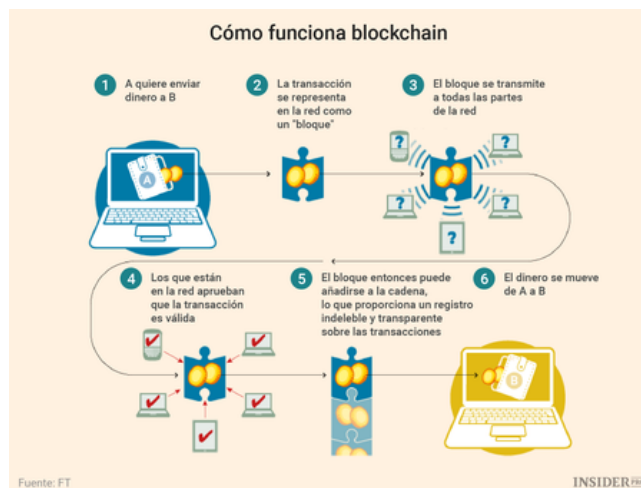 Cómo funciona blockchain
1
A quiere enviar
dinero a B
2
La transacción
se representa
en la red como
un "bloque"
3
El bloque se transmite
a todas las partes
de la red
A
?
?
?
?
?
4
Los que están
en la red aprueban
que la transacción
es válida
5
El bloque entonces puede
añadirse a la cadena,
lo que proporciona un registro
indeleble y transparente
sobre las transacciones
6
El dinero se mueve
de A a B
B
Fuente: FT
INSIDER